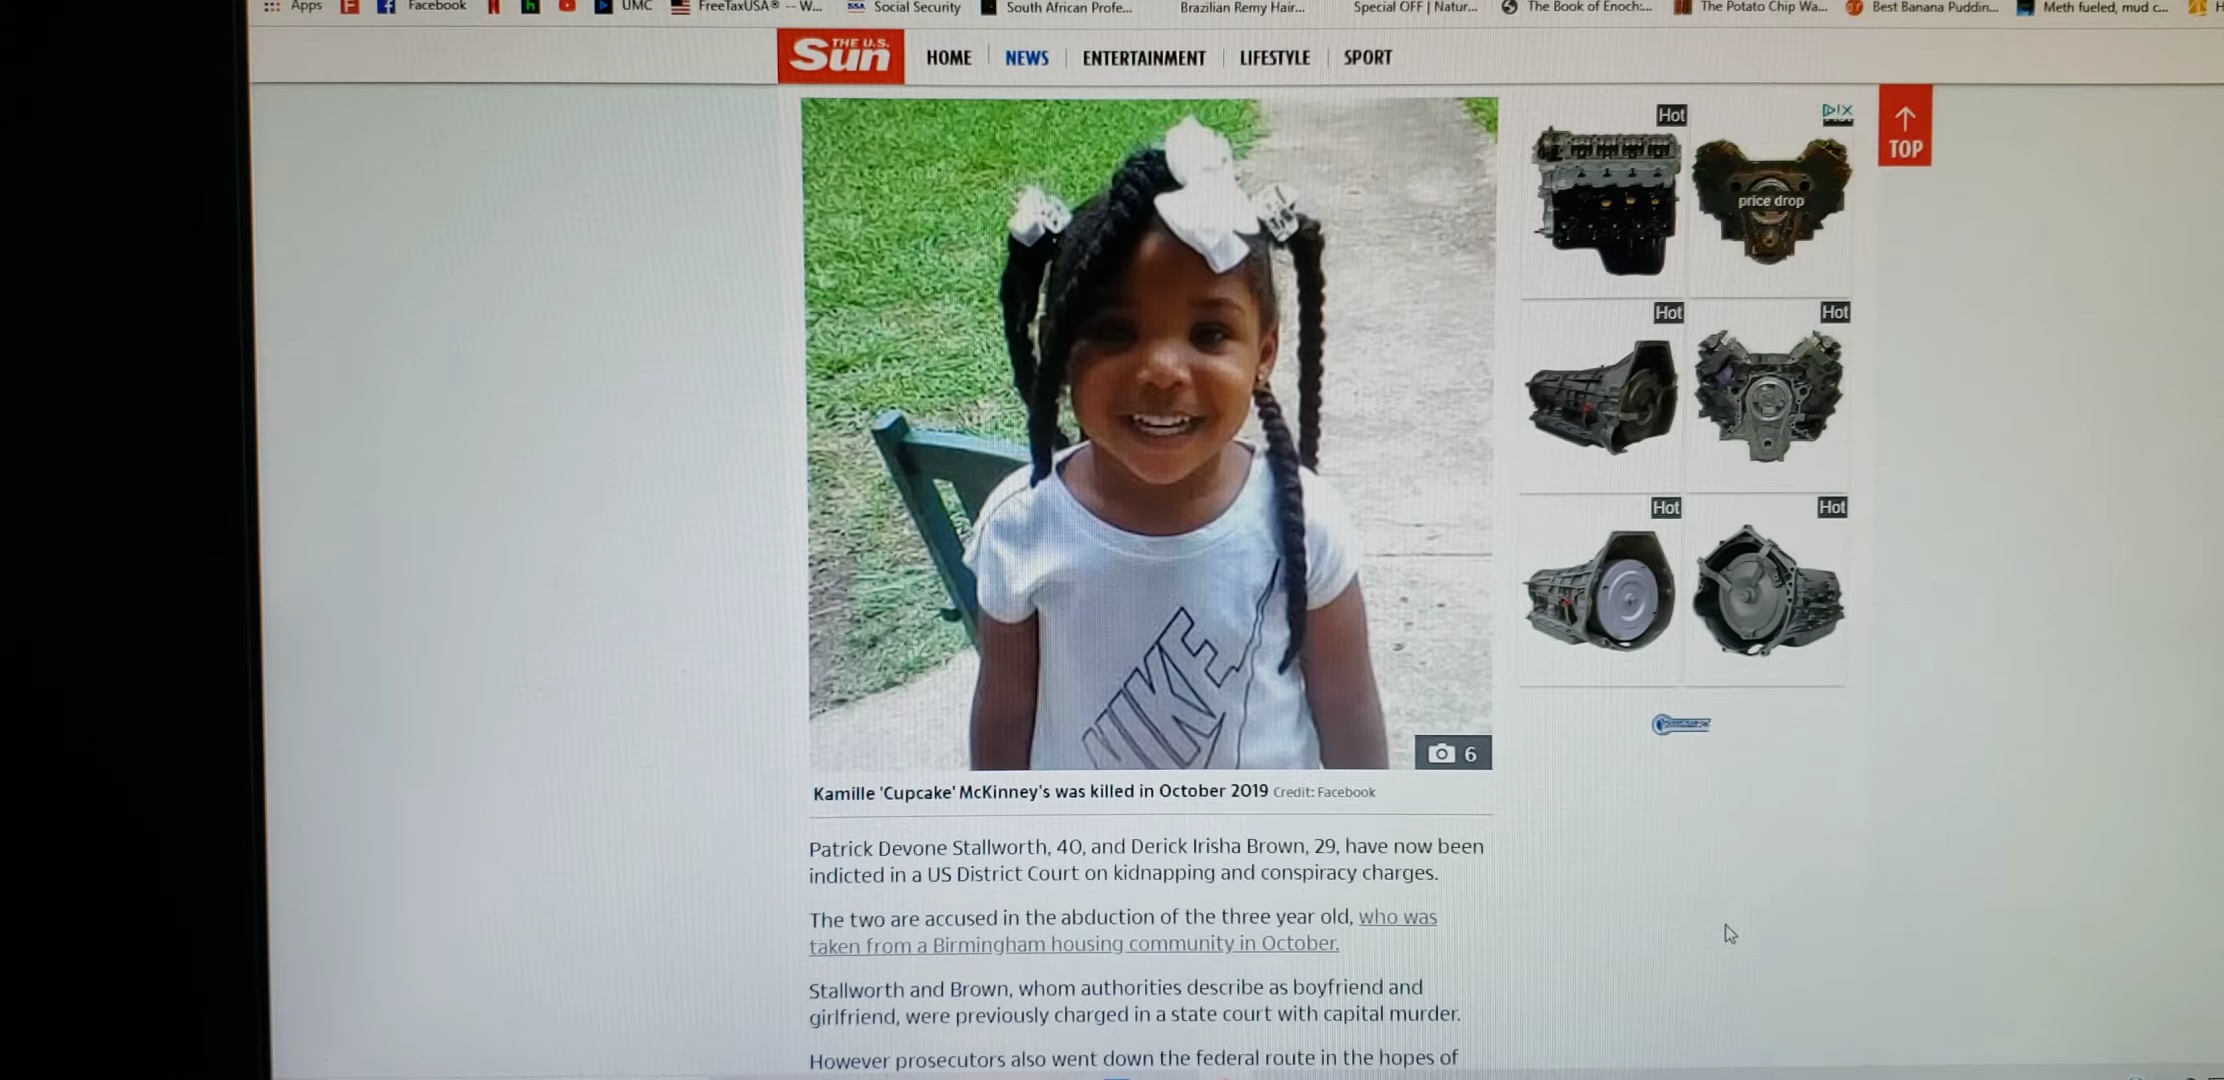 Apps
Facebook
UMC
FreeTaxUSA® -- W...
SSA Social Security
South African Profe...
Brazilian Remy Hair...
Special OFF | Natur...
The Book of Enoch:...
The Potato Chip Wa...
Best Banana Puddin...
Meth fueled, mud c...
THE U.S.
Sun
HOME
NEWS
ENTERTAINMENT
LIFESTYLE
SPORT
Hot
price drop
TOP
Hot
Hot
Hot
Hot
NIKE
6
Kamille 'Cupcake' McKinney's was killed in October 2019 Credit: Facebook
Patrick Devone Stallworth, 40, and Derick Irisha Brown, 29, have now been
indicted in a US District Court on kidnapping and conspiracy charges.
The two are accused in the abduction of the three year old, who was
taken from a Birmingham housing community in October.
Stallworth and Brown, whom authorities describe as boyfriend and
girlfriend, were previously charged in a state court with capital murder.
However prosecutors also went down the federal route in the hopes of